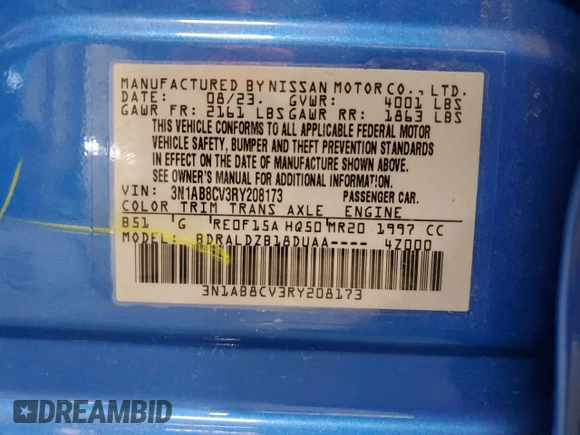 MANUFACTURED BY NISSAN MOTOR CO., LTD.
DATE: 08/23. GVWR: 4001 LBS
GAWR FR: 2161 LBS GAWR RR: 1863 LBS
THIS VEHICLE CONFORMS TO ALL APPLICABLE FEDERAL MOTOR
VEHICLE SAFETY, BUMPER AND THEFT PREVENTION STANDARDS
IN EFFECT ON THE DATE OF MANUFACTURE SHOWN ABOVE.
SEE OWNER'S MANUAL FOR ADDITIONAL INFORMATION.
VIN: 3N1AB8CV3RY208173 PASSENGER CAR.
COLOR TRIM TRANS AXLE ENGINE
B51 G RE0F15A HQ50 MR20 1997 CC
MODEL: BDRALDZB18DUAA---- 4Z000
3N1AB8CV3RY208173
DREAMBID